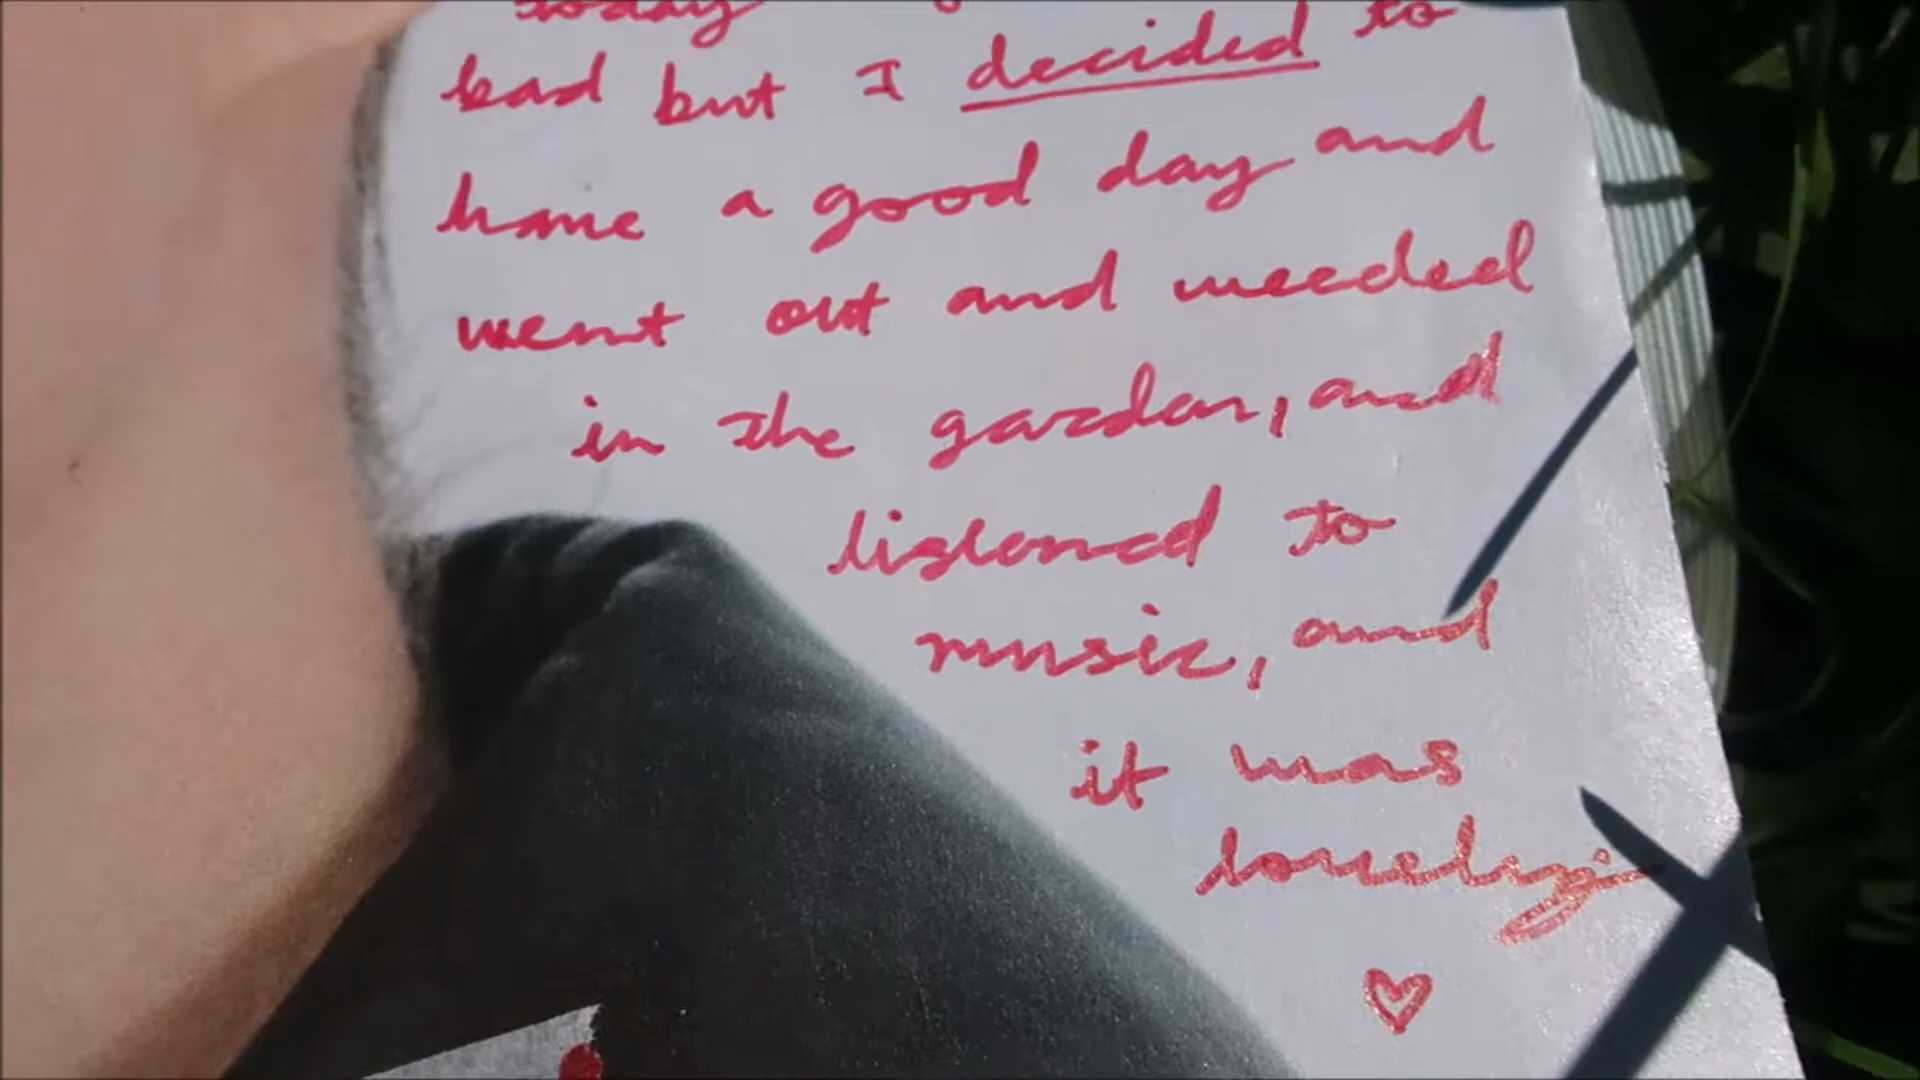 today
bad but I decided to
have a good day and
went out and weeded
in the garden, and
listened to
music, and
it was
lovely.